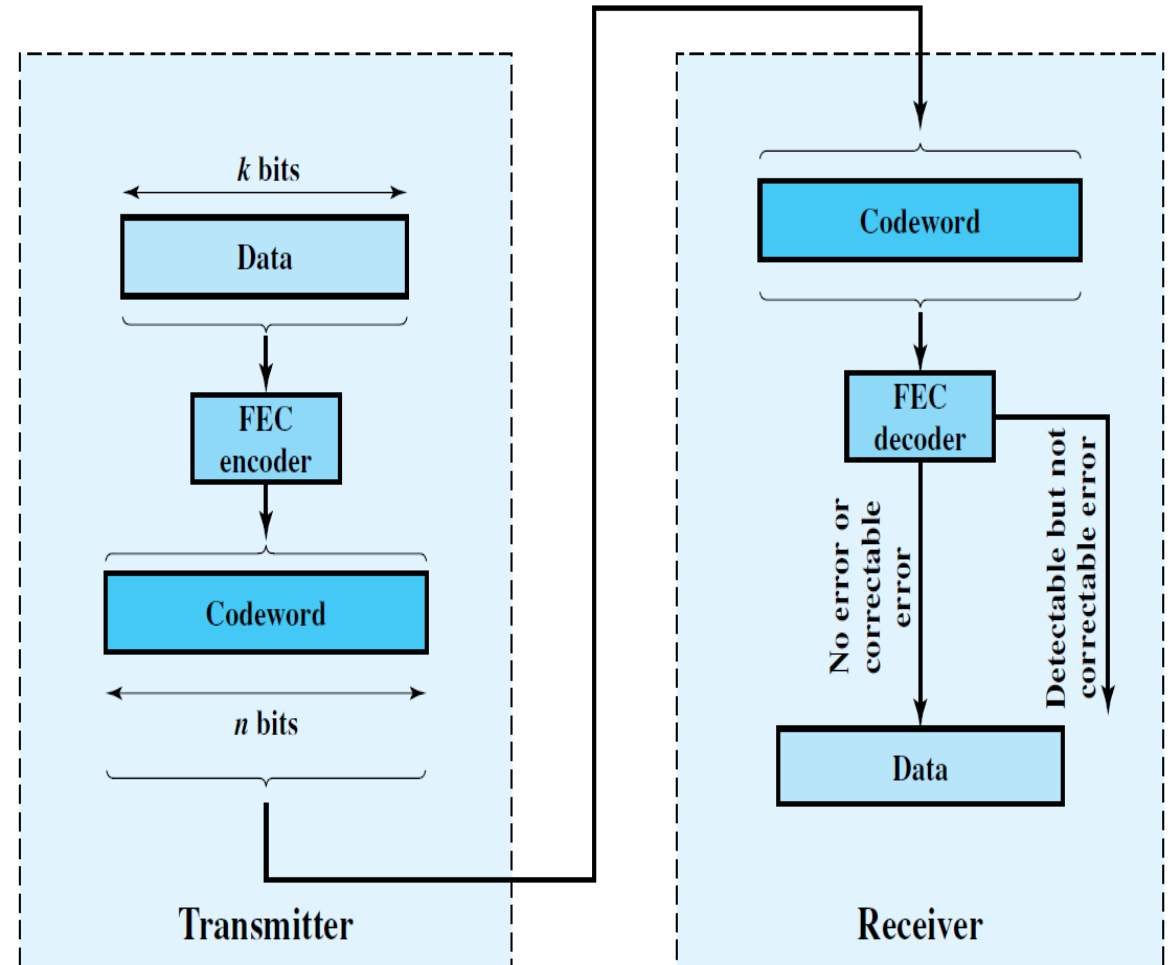 k bits
Data
FEC
encoder
Codeword
n bits
Transmitter
Codeword
FEC
decoder
No error or
correctable
error
Detectable but not
correctable error
Data
Receiver